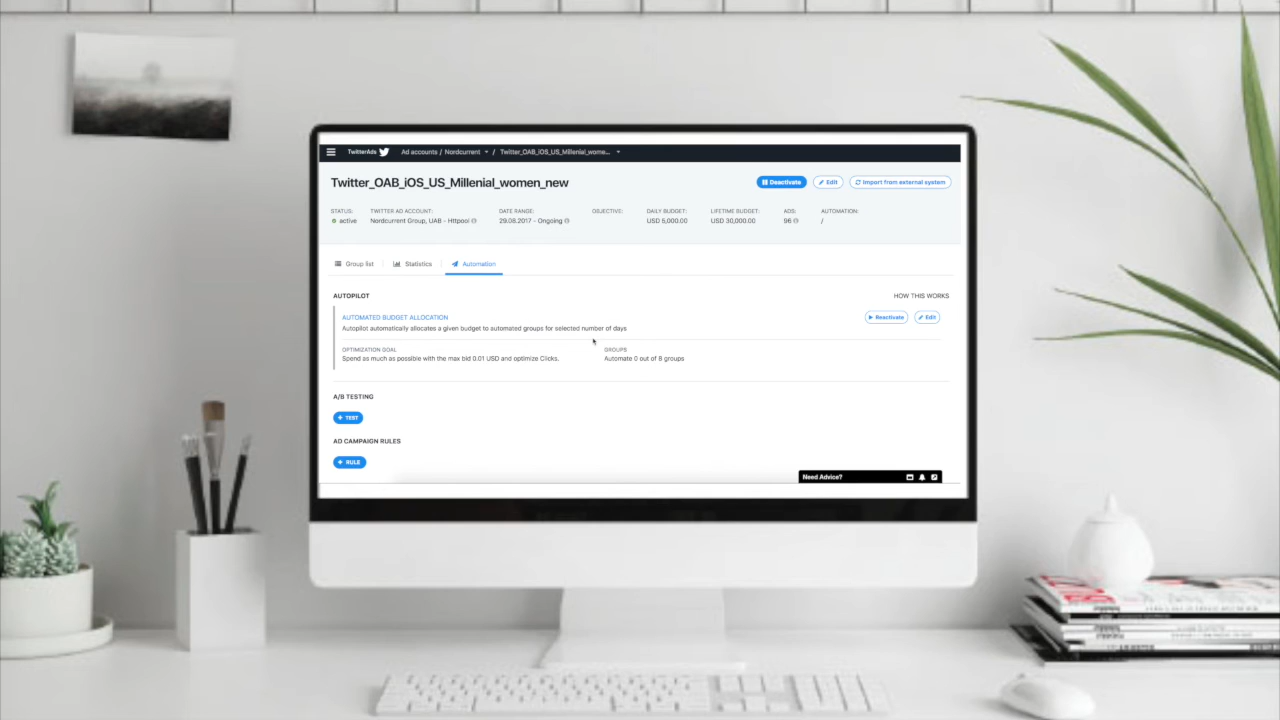 TwitterAds Ad accounts / Nordcurrent / Twitter_OAB_iOS_US_Millenial_wome...
Twitter_OAB_iOS_US_Millenial_women_new
Deactivate Edit Import from external system
STATUS: TWITTER AD ACCOUNT: DATE RANGE: OBJECTIVE: DAILY BUDGET: LIFETIME BUDGET: ADS: AUTOMATION:
active Nordcurrent Group, UAB - Httpool 29.08.2017 - Ongoing USD 5,000.00 USD 30,000.00 96 /
Group list Statistics Automation
AUTOPILOT HOW THIS WORKS
AUTOMATED BUDGET ALLOCATION Reactivate Edit
Autopilot automatically allocates a given budget to automated groups for selected number of days
OPTIMIZATION GOAL GROUPS
Spend as much as possible with the max bid 0.01 USD and optimize Clicks. Automate 0 out of 8 groups
A/B TESTING
+ TEST
AD CAMPAIGN RULES
+ RULE
Need Advice?